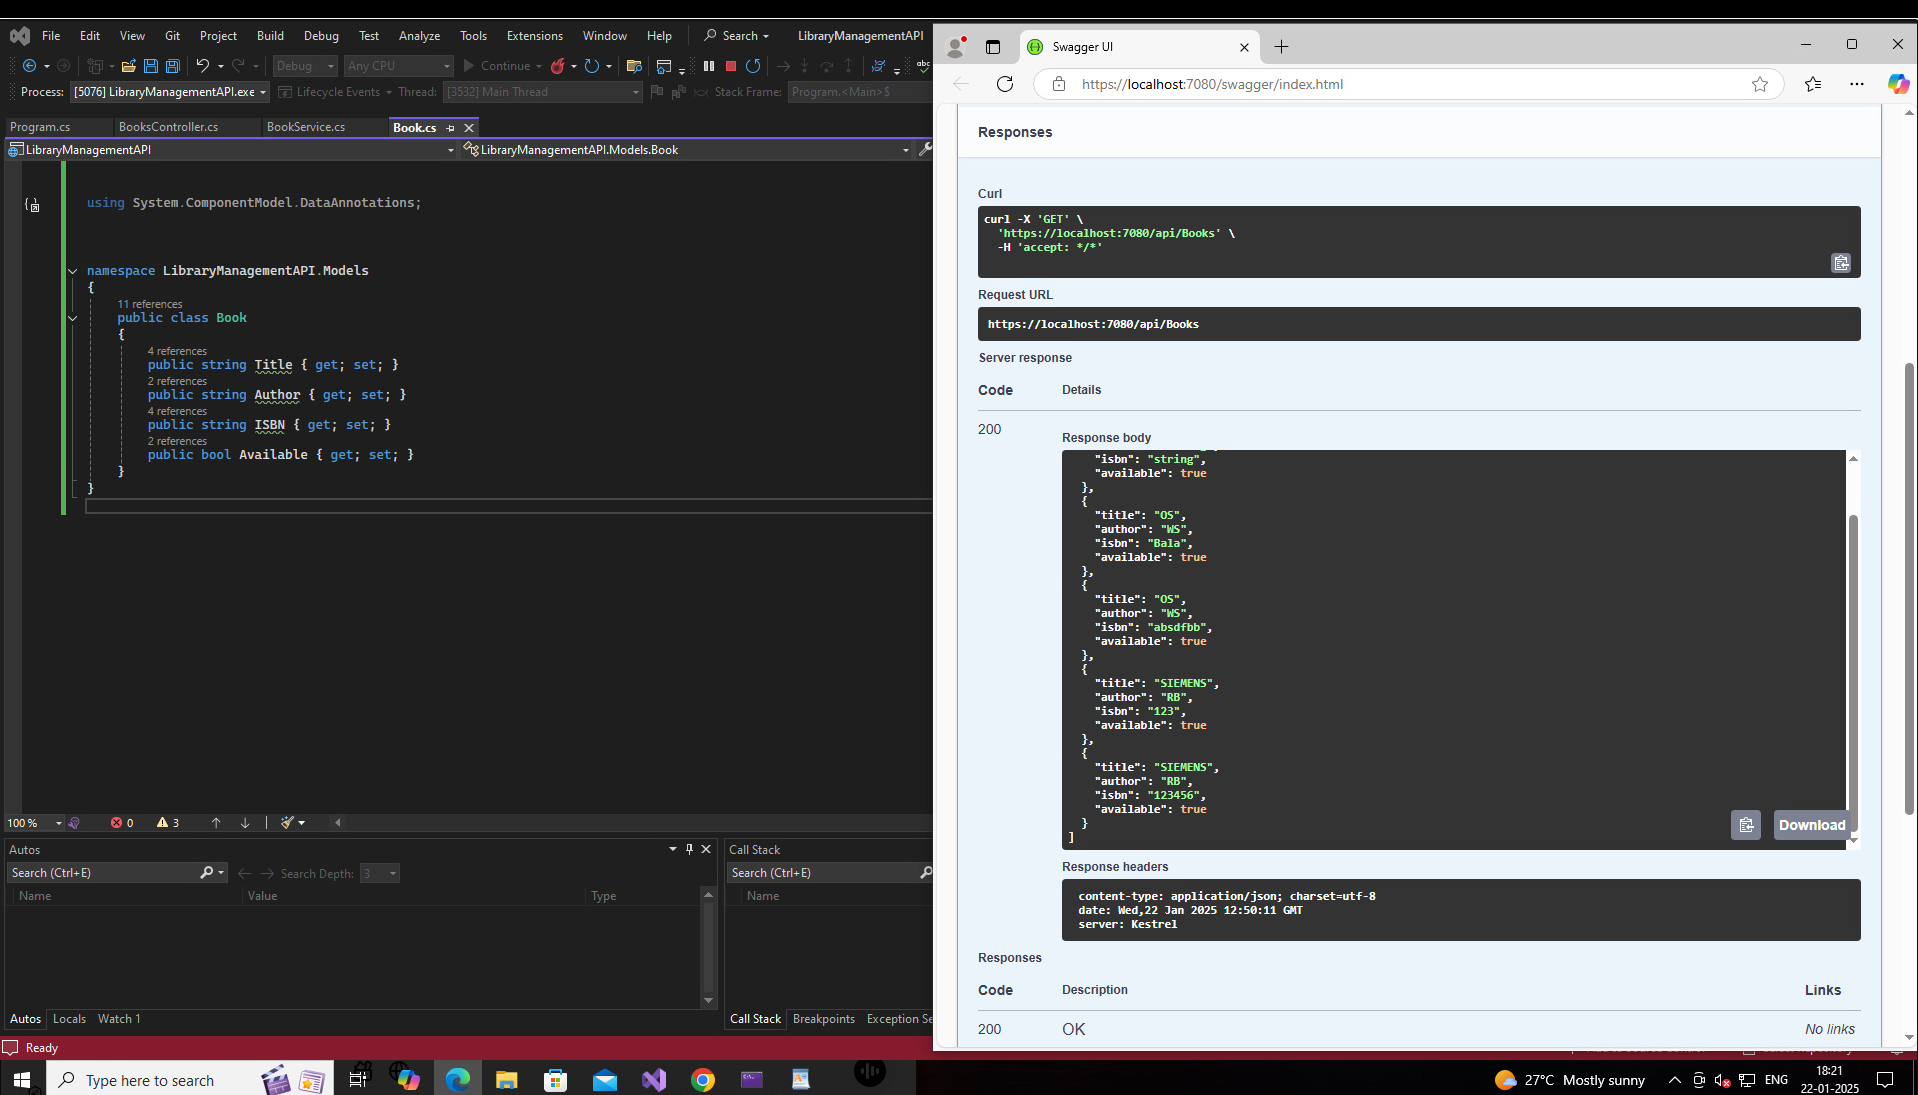 File Edit View Git Project Build Debug Test Analyze Tools Extensions Window Help Search LibraryManagementAPI
Debug Any CPU Continue
Process: [5076] LibraryManagementAPI.exe Lifecycle Events Thread: [3532] Main Thread Stack Frame: Program.<Main>$
Program.cs BooksController.cs BookService.cs Book.cs
LibraryManagementAPI LibraryManagementAPI.Models.Book
using System.ComponentModel.DataAnnotations;
namespace LibraryManagementAPI.Models
{
11 references
public class Book
{
4 references
public string Title { get; set; }
2 references
public string Author { get; set; }
4 references
public string ISBN { get; set; }
2 references
public bool Available { get; set; }
}
}
100 % 0 3
Autos
Search (Ctrl+E) Search Depth: 3
Name Value Type
Autos Locals Watch 1
Call Stack
Search (Ctrl+E)
Name
Call Stack Breakpoints Exception Se
Ready
Swagger UI
https://localhost:7080/swagger/index.html
Responses
Curl
curl -X 'GET' \
'https://localhost:7080/api/Books' \
-H 'accept: */*'
Request URL
https://localhost:7080/api/Books
Server response
Code Details
200
Response body
"isbn": "string",
"available": true
},
{
"title": "OS",
"author": "WS",
"isbn": "Bala",
"available": true
},
{
"title": "OS",
"author": "WS",
"isbn": "absdfbb",
"available": true
},
{
"title": "SIEMENS",
"author": "RB",
"isbn": "123",
"available": true
},
{
"title": "SIEMENS",
"author": "RB",
"isbn": "123456",
"available": true
}
]
Download
Response headers
content-type: application/json; charset=utf-8
date: Wed,22 Jan 2025 12:50:11 GMT
server: Kestrel
Responses
Code Description Links
200 OK No links
Type here to search
27°C Mostly sunny ENG
18:21
22-01-2025